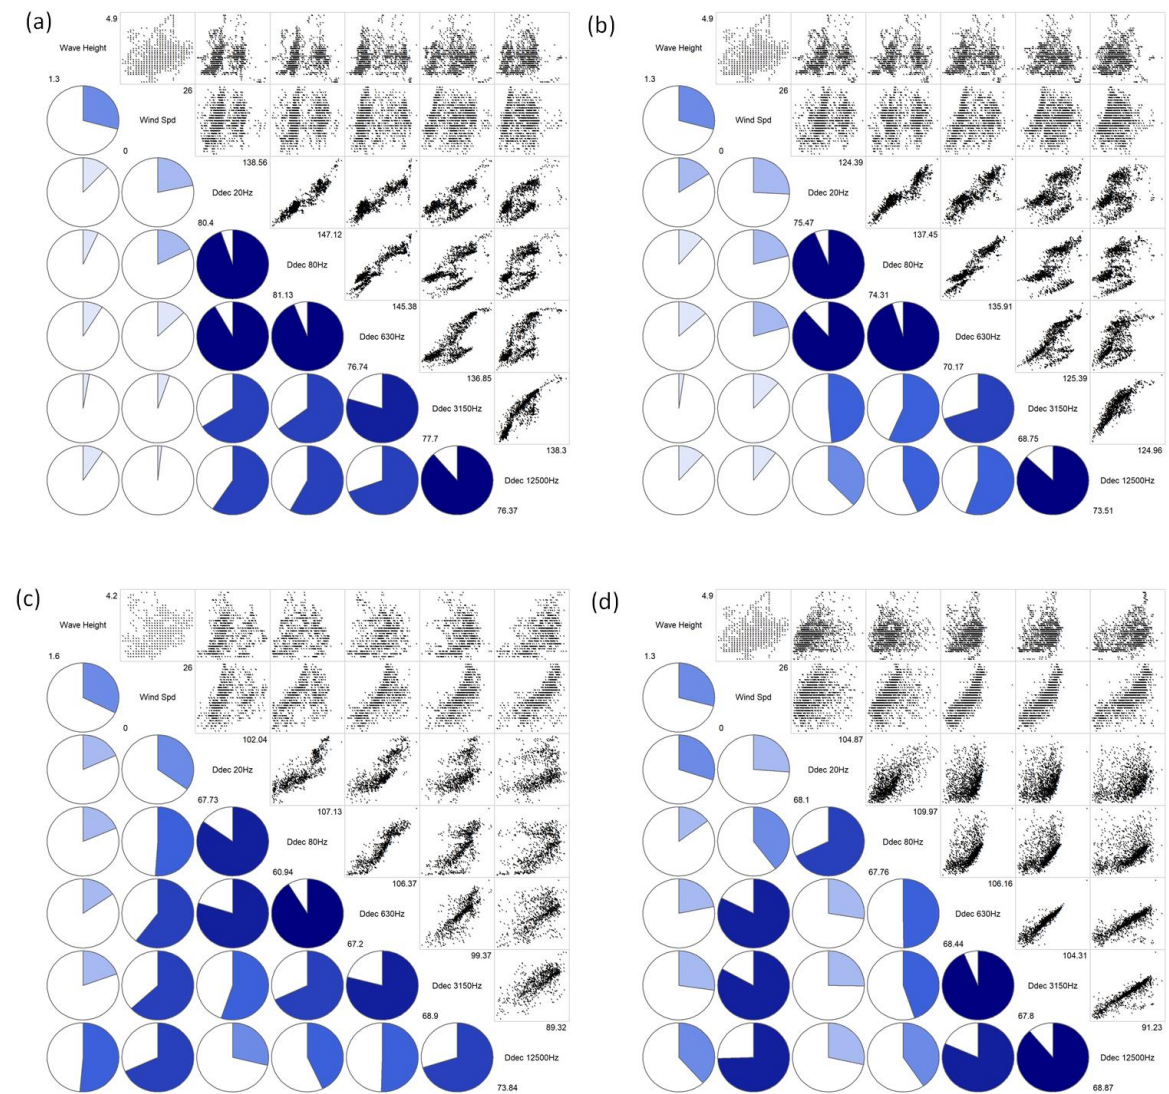 (a)
4.9
Wave Height
1.3
26
Wind Spd
0
138.56
Ddec 20Hz
80.4
147.12
Ddec 80Hz
81.13
145.38
Ddec 630Hz
76.74
136.85
Ddec 3150Hz
77.7
138.3
Ddec 12500Hz
76.37
(b)
4.9
Wave Height
1.3
26
Wind Spd
0
124.39
Ddec 20Hz
75.47
137.45
Ddec 80Hz
74.31
135.91
Ddec 630Hz
70.17
125.39
Ddec 3150Hz
68.75
124.96
Ddec 12500Hz
73.51
(c)
4.2
Wave Height
1.6
26
Wind Spd
0
102.04
Ddec 20Hz
67.73
107.13
Ddec 80Hz
60.94
106.37
Ddec 630Hz
67.2
99.37
Ddec 3150Hz
68.9
89.32
Ddec 12500Hz
73.84
(d)
4.9
Wave Height
1.3
26
Wind Spd
0
104.87
Ddec 20Hz
68.1
109.97
Ddec 80Hz
67.76
106.16
Ddec 630Hz
68.44
104.31
Ddec 3150Hz
67.8
91.23
Ddec 12500Hz
68.87